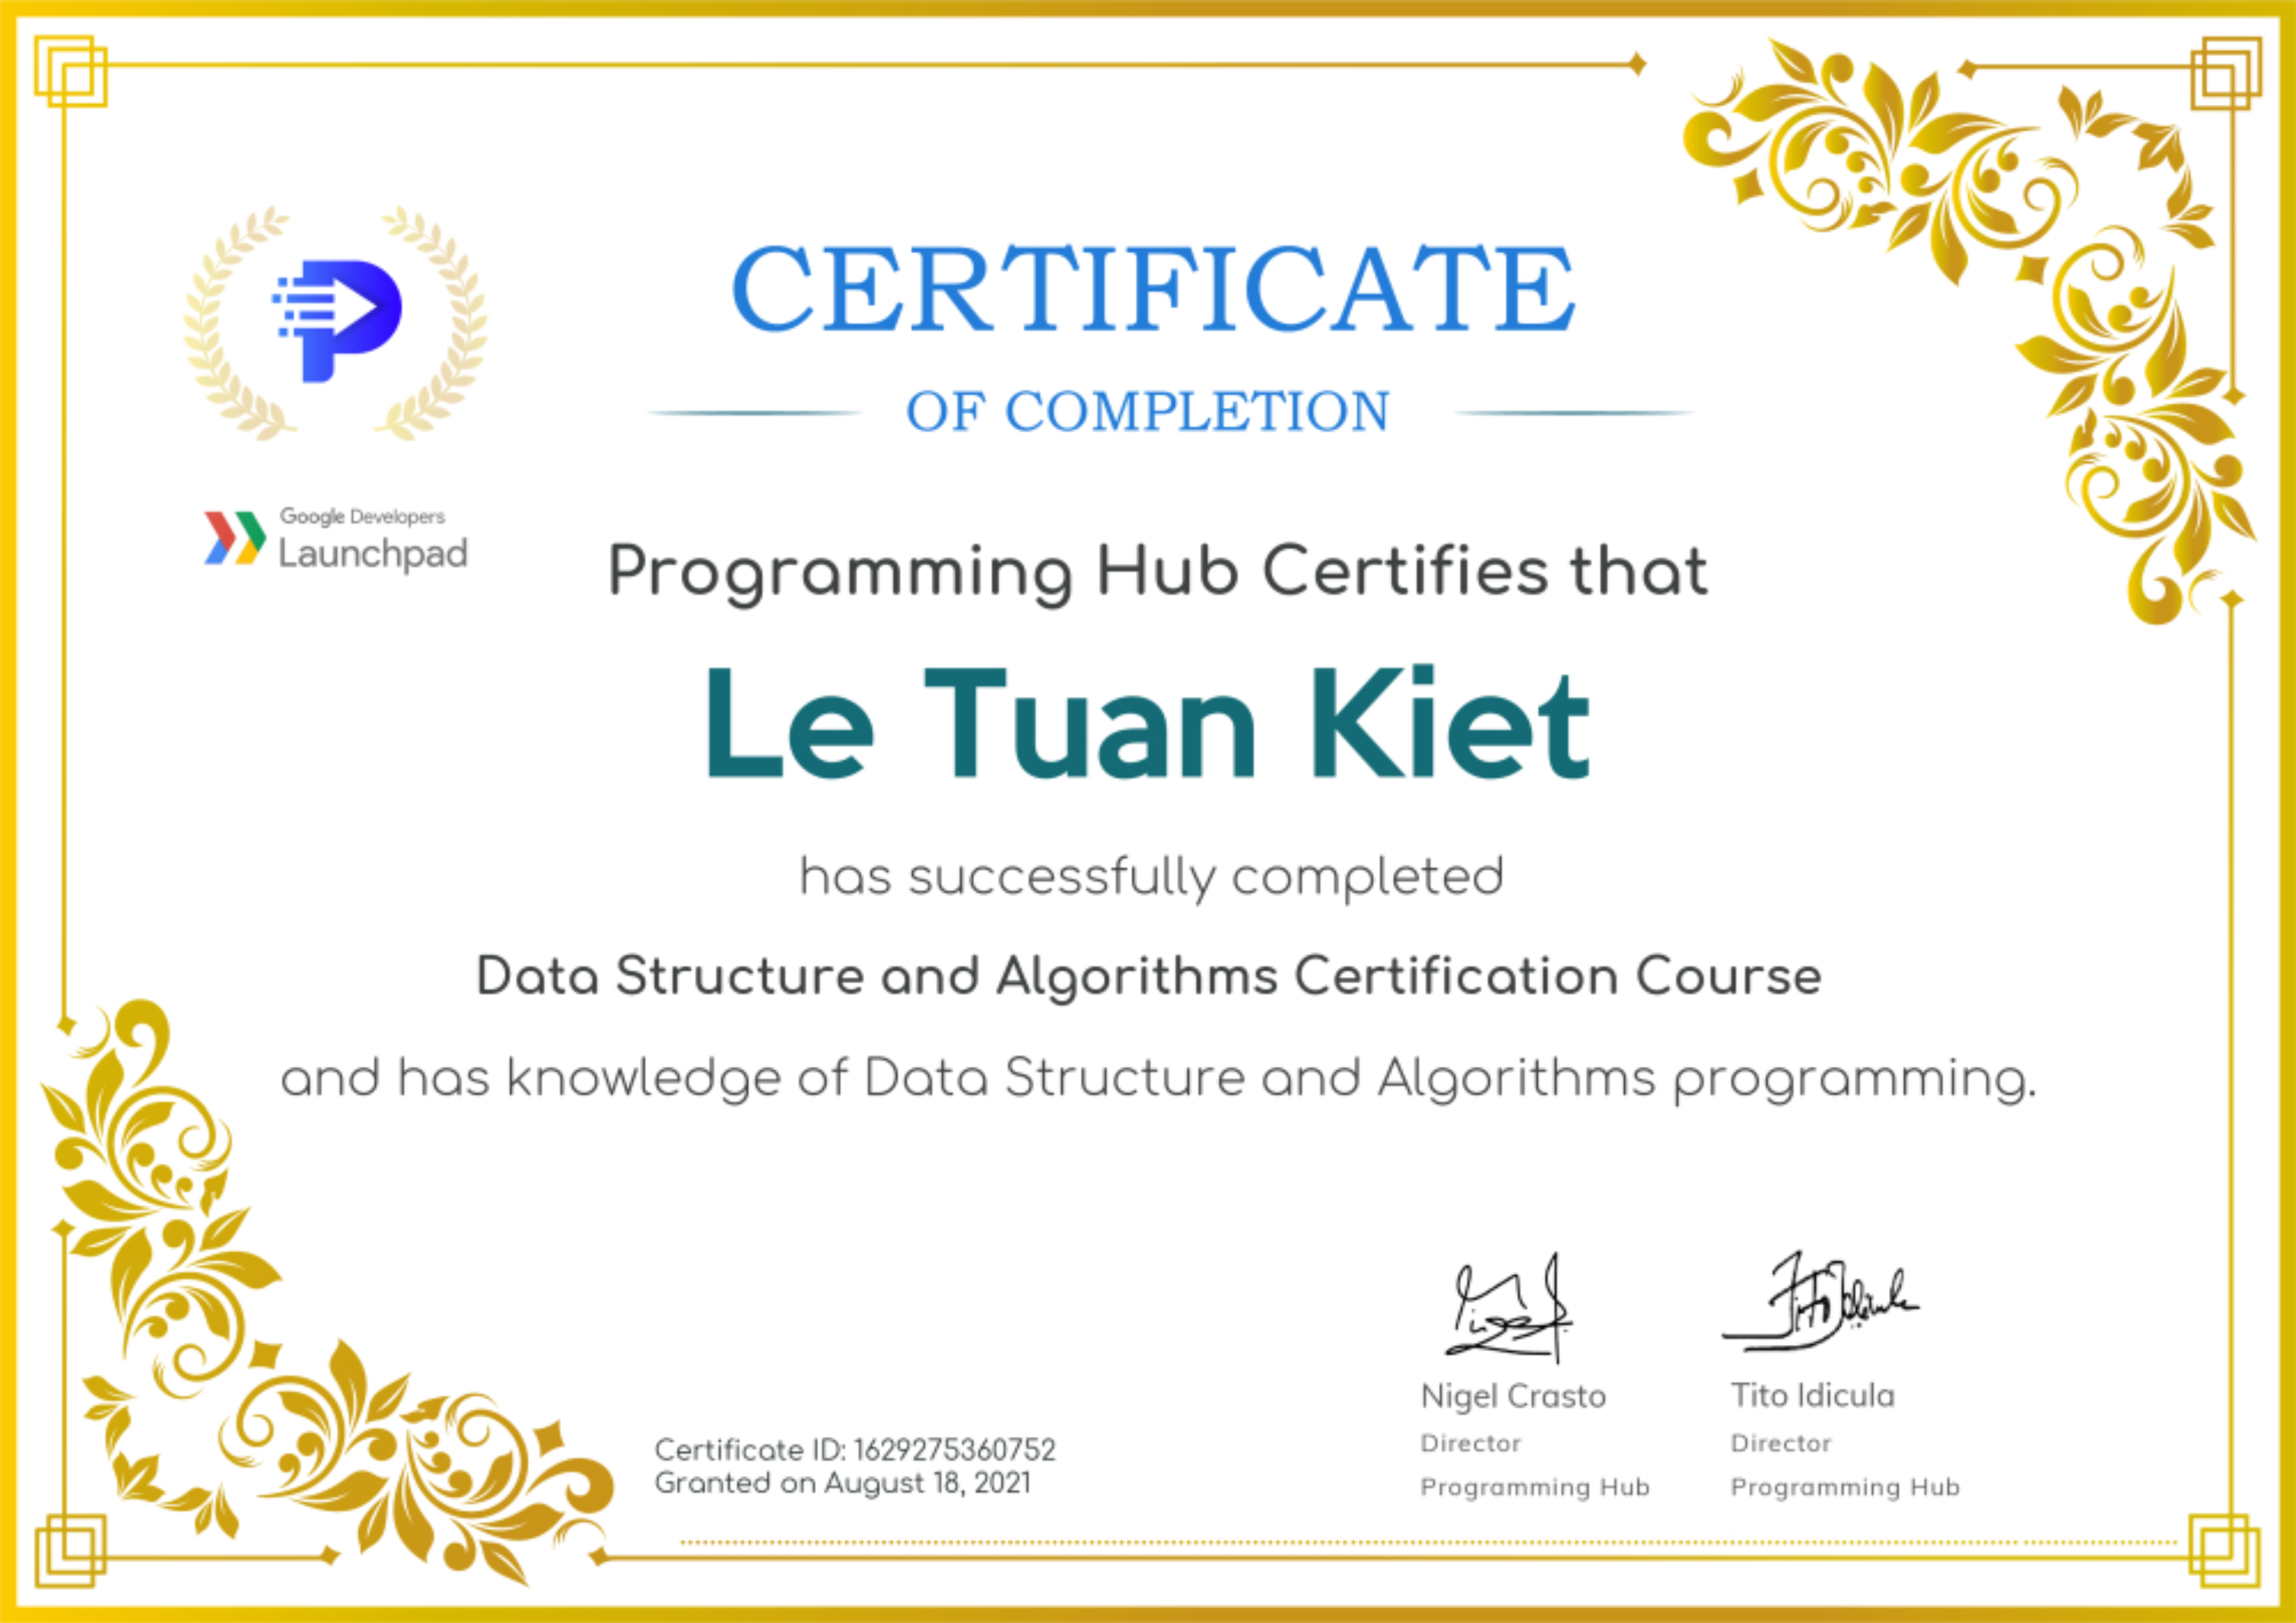 CERTIFICATE
OF COMPLETION
Google Developers
Launchpad
Programming Hub Certifies that
Le Tuan Kiet
has successfully completed
Data Structure and Algorithms Certification Course
and has knowledge of Data Structure and Algorithms programming.
Nigel Crasto
Director
Programming Hub
Tito Idicula
Director
Programming Hub
Certificate ID: 1629275360752
Granted on August 18, 2021